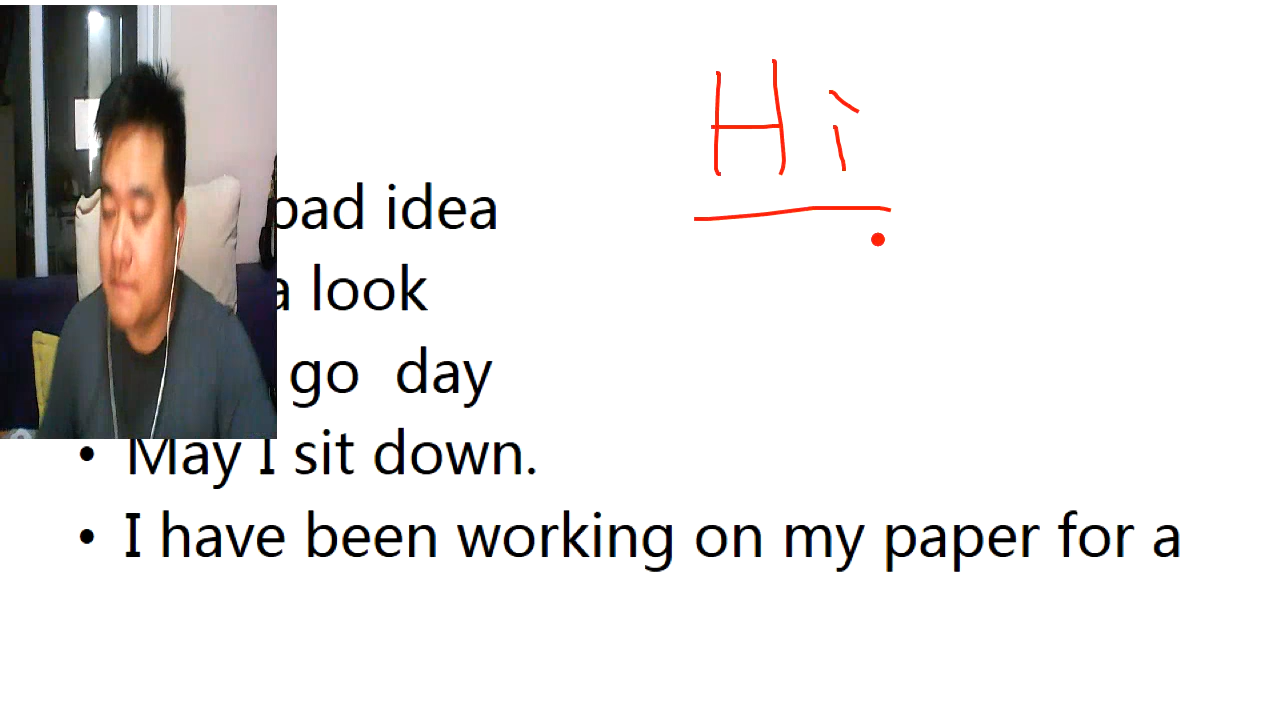 Hi
bad idea
a look
go day
• May I sit down.
• I have been working on my paper for a